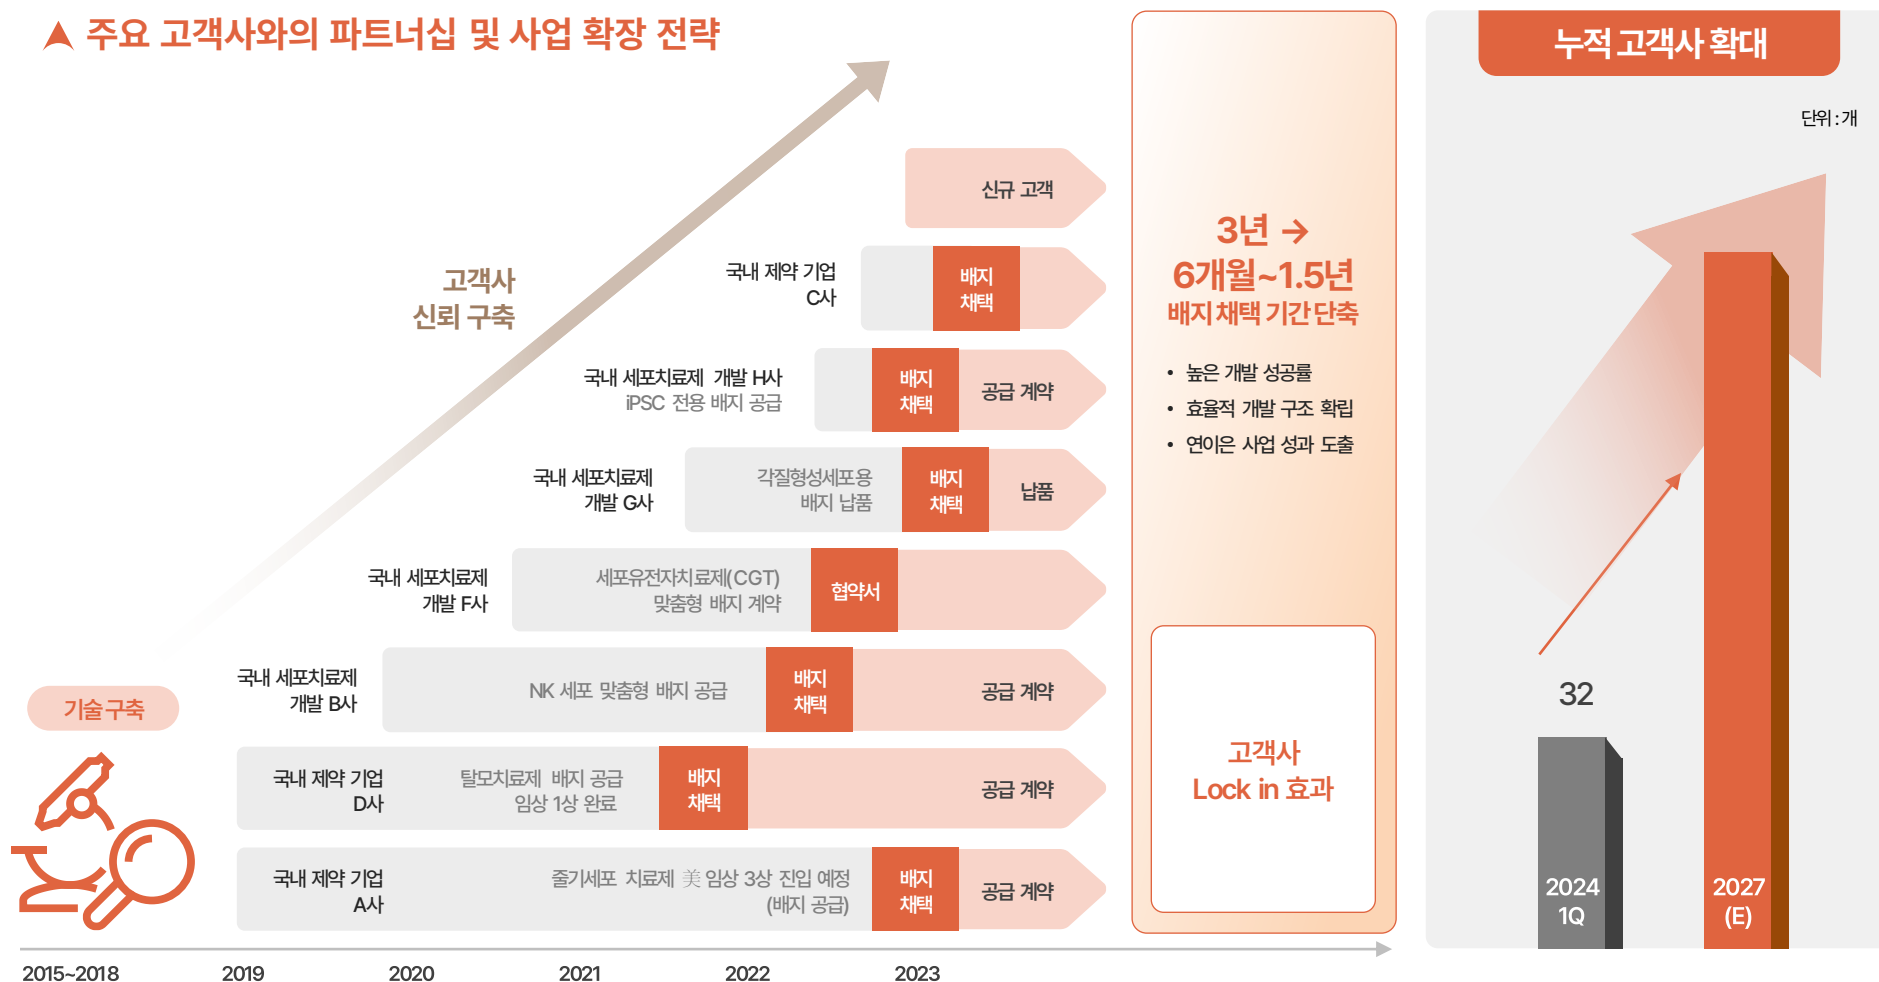 주요 고객사와의 파트너십 및 사업 확장 전략
고객사
신뢰 구축
기술 구축
신규 고객
국내 제약 기업
C사
배지
채택
국내 세포치료제 개발 H사
iPSC 전용 배지 공급
배지
채택
공급 계약
국내 세포치료제
개발 G사
각질형성세포용
배지 납품
배지
채택
납품
국내 세포치료제
개발 F사
세포유전자치료제(CGT)
맞춤형 배지 계약
협약서
국내 세포치료제
개발 B사
NK 세포 맞춤형 배지 공급
배지
채택
공급 계약
국내 제약 기업
D사
탈모치료제 배지 공급
임상 1상 완료
배지
채택
공급 계약
국내 제약 기업
A사
줄기세포 치료제 美 임상 3상 진입 예정
(배지 공급)
배지
채택
공급 계약
2015~2018
2019
2020
2021
2022
2023
3년 →
6개월~1.5년
배지 채택 기간 단축
• 높은 개발 성공률
• 효율적 개발 구조 확립
• 연이은 사업 성과 도출
고객사
Lock in 효과
누적 고객사 확대
단위 : 개
32
2024
1Q
2027
(E)